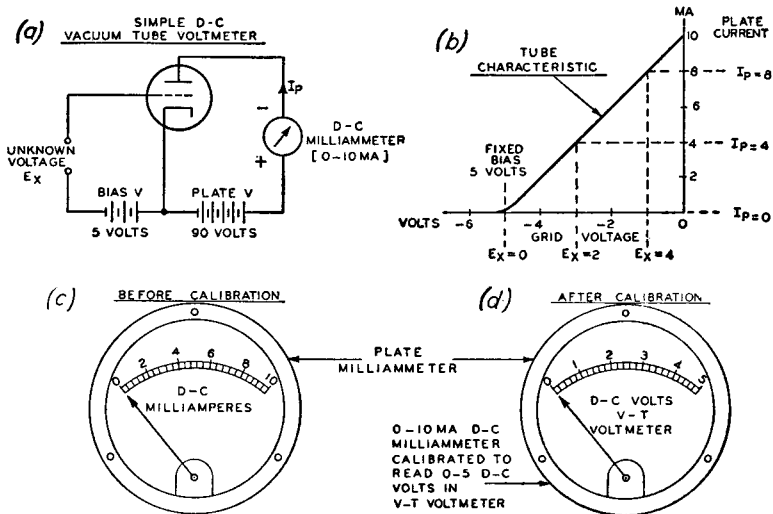 (a)
SIMPLE D-C
VACUUM TUBE VOLTMETER
IP
-
D-C
MILLIAMMETER
[0-10 MA]
+
UNKNOWN
VOLTAGE
EX
BIAS V
5 VOLTS
PLATE V
90 VOLTS
(b)
MA
PLATE
CURRENT
10
8
6
4
2
0
IP=8
IP=4
IP=0
TUBE
CHARACTERISTIC
FIXED
BIAS
5 VOLTS
VOLTS
-6
-4
-2
0
GRID VOLTAGE
EX=0
EX=2
EX=4
(c)
BEFORE CALIBRATION
0 2 4 6 8 10
D-C
MILLIAMPERES
PLATE
MILLIAMMETER
(d)
AFTER CALIBRATION
0 1 2 3 4 5
D-C VOLTS
V-T
VOLTMETER
0-10 MA D-C
MILLIAMMETER
CALIBRATED TO
READ 0-5 D-C
VOLTS IN
V-T VOLTMETER